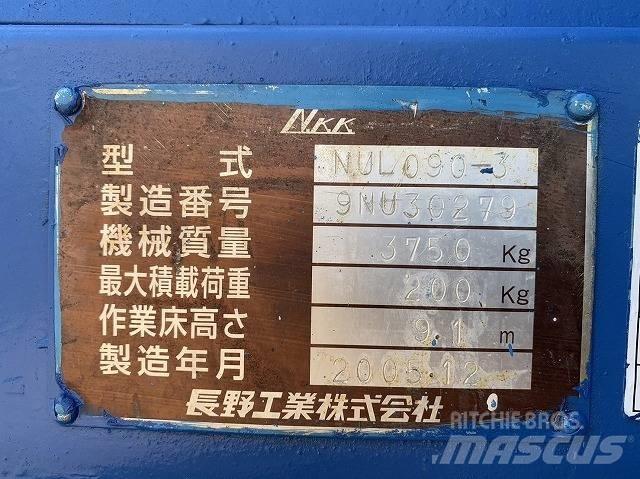 NKK
型 式 NUL090-3
製造番号 9NU30279
機械質量 3750 Kg
最大積載荷重 200 Kg
作業床高さ 9.1 m
製造年月 2005.12
長野工業株式会社
RITCHIE BROS.
MASCUS